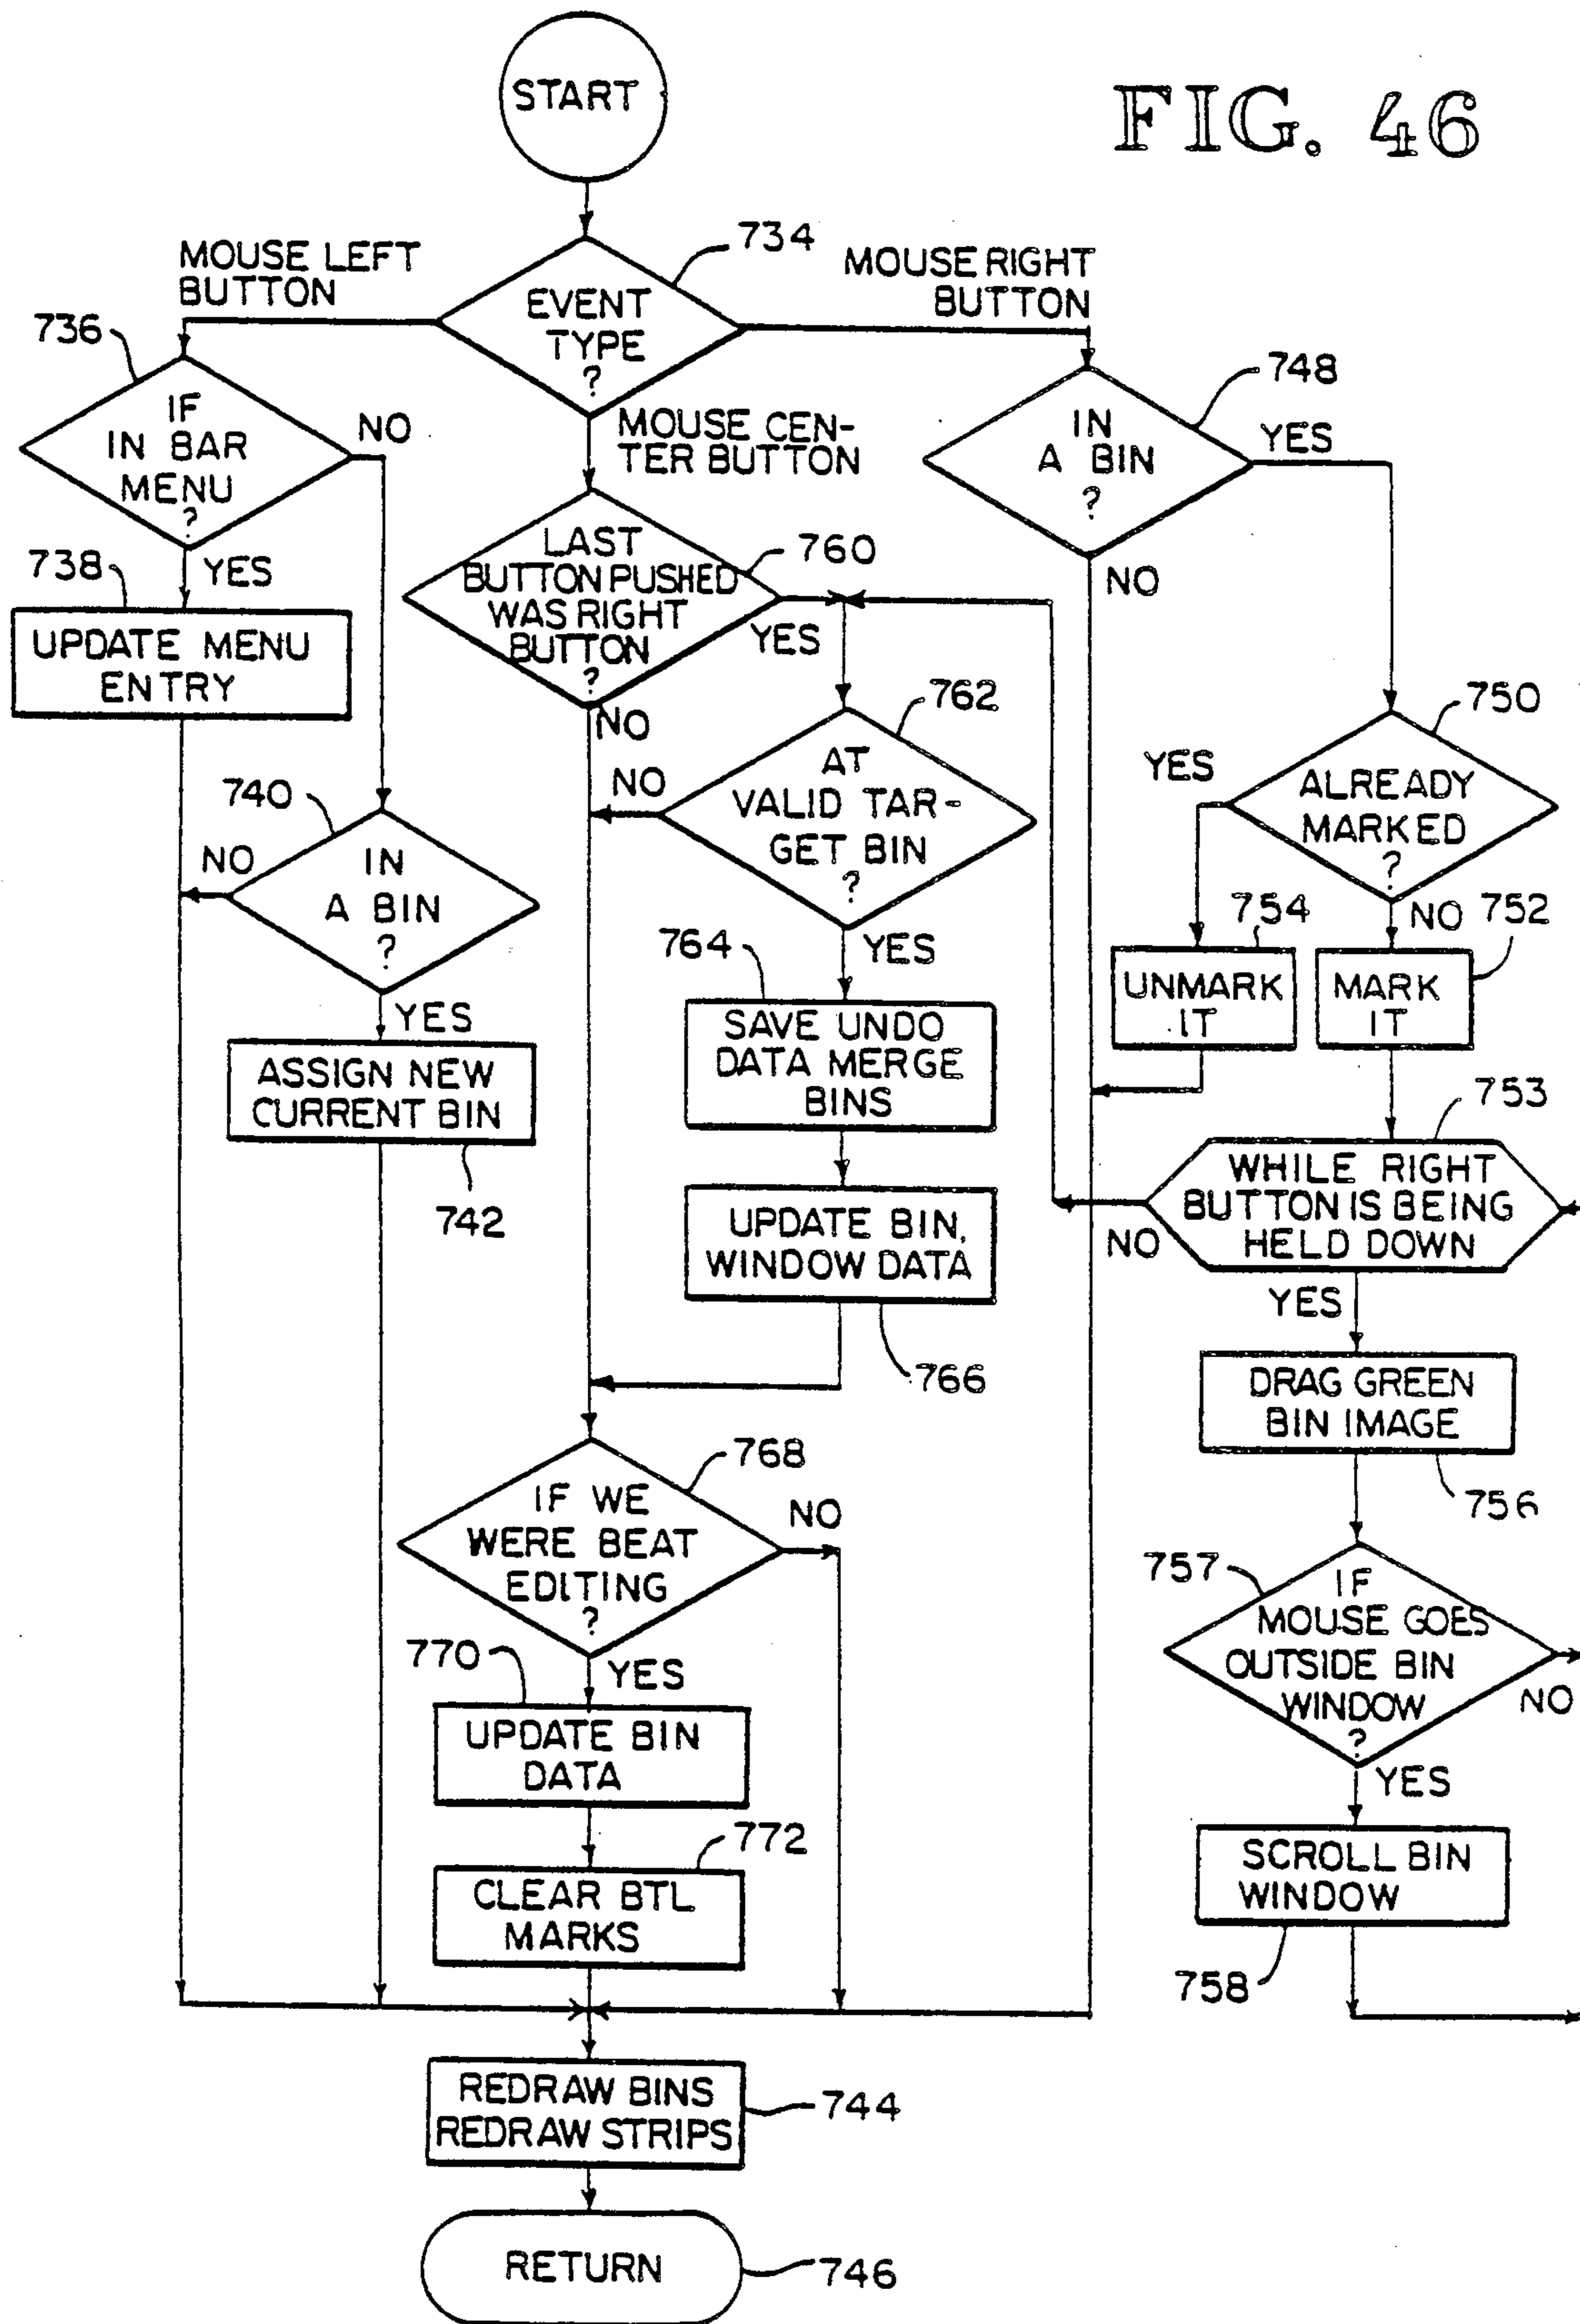 FIG. 46
START
734
MOUSE LEFT
BUTTON
EVENT
TYPE
?
MOUSE RIGHT
BUTTON
736
IF
IN BAR
MENU
?
NO
YES
MOUSE CEN-
TER BUTTON
748
IN
A BIN
?
YES
NO
738
UPDATE MENU
ENTRY
760
LAST
BUTTON PUSHED
WAS RIGHT
BUTTON
?
YES
NO
762
AT
VALID TAR-
GET BIN
?
NO
YES
750
ALREADY
MARKED
?
YES
NO
740
IN
A BIN
?
NO
YES
754
UNMARK
IT
752
MARK
IT
764
SAVE UNDO
DATA MERGE
BINS
ASSIGN NEW
CURRENT BIN
742
753
WHILE RIGHT
BUTTON IS BEING
HELD DOWN
NO
YES
UPDATE BIN,
WINDOW DATA
766
DRAG GREEN
BIN IMAGE
756
768
IF WE
WERE BEAT
EDITING
?
NO
YES
757
IF
MOUSE GOES
OUTSIDE BIN
WINDOW
?
NO
YES
770
UPDATE BIN
DATA
772
CLEAR BTL
MARKS
SCROLL BIN
WINDOW
758
REDRAW BINS
REDRAW STRIPS
744
RETURN
746